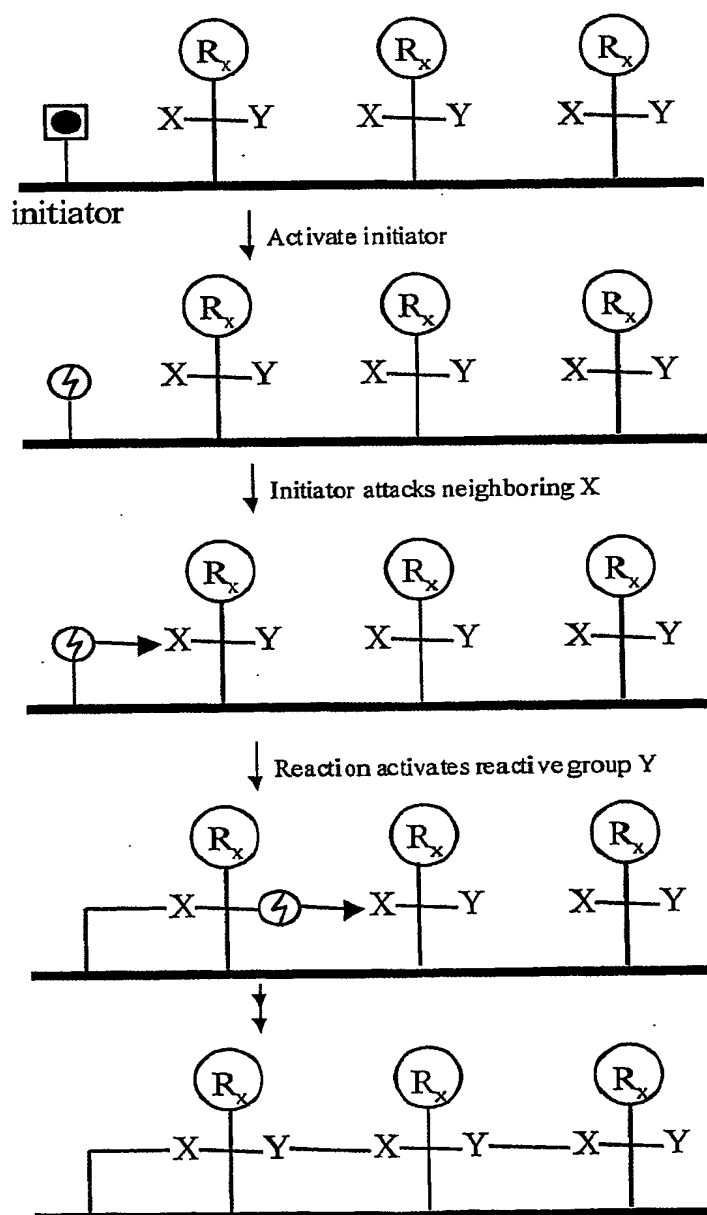 Rx Rx Rx
X Y X Y X Y
initiator
Activate initiator
Rx Rx Rx
X Y X Y X Y
Initiator attacks neighboring X
Rx Rx Rx
X Y X Y X Y
Reaction activates reactive group Y
Rx Rx Rx
X X Y X Y
Rx Rx Rx
X Y X Y X Y